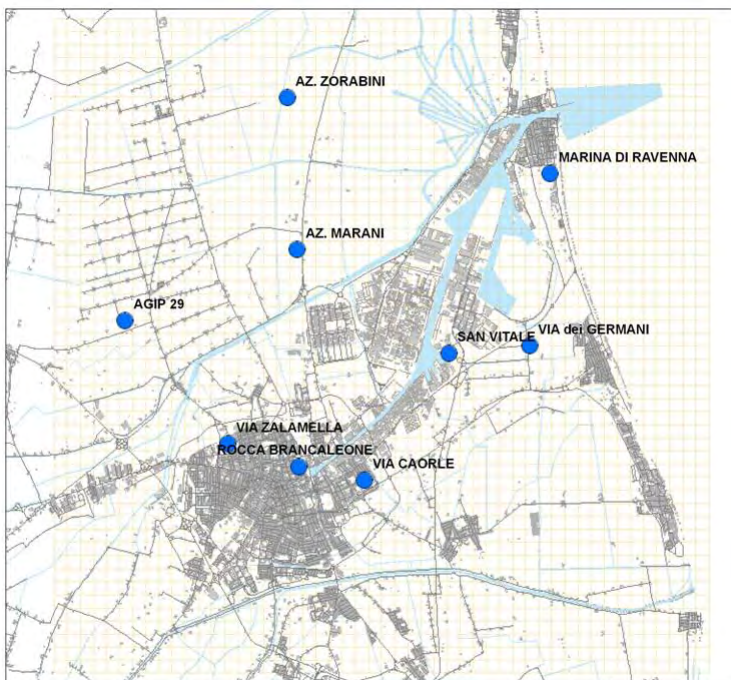 AZ. ZORABINI
MARINA DI RAVENNA
AZ. MARANI
AGIP 29
SAN VITALE
VIA dei GERMANI
VIA ZALAMELLA
ROCCA BRANCALEONE
VIA CAORLE